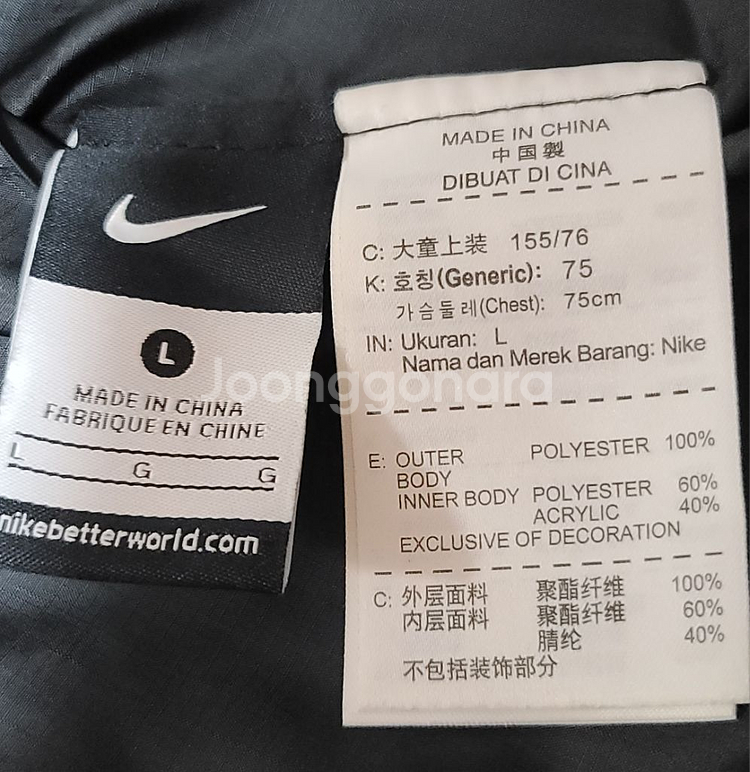 L
MADE IN CHINA
FABRIQUE EN CHINE
L G G
nikebetterworld.com
MADE IN CHINA
中国製
DIBUAT DI CINA
C: 大童上装 155/76
K: 호칭(Generic): 75
가슴둘레(Chest): 75cm
IN: Ukuran: L
Nama dan Merek Barang: Nike
Joonggonara
E: OUTER BODY POLYESTER 100%
INNER BODY POLYESTER 60%
ACRYLIC 40%
EXCLUSIVE OF DECORATION
C: 外层面料 聚酯纤维 100%
内层面料 聚酯纤维 60%
腈纶 40%
不包括装饰部分